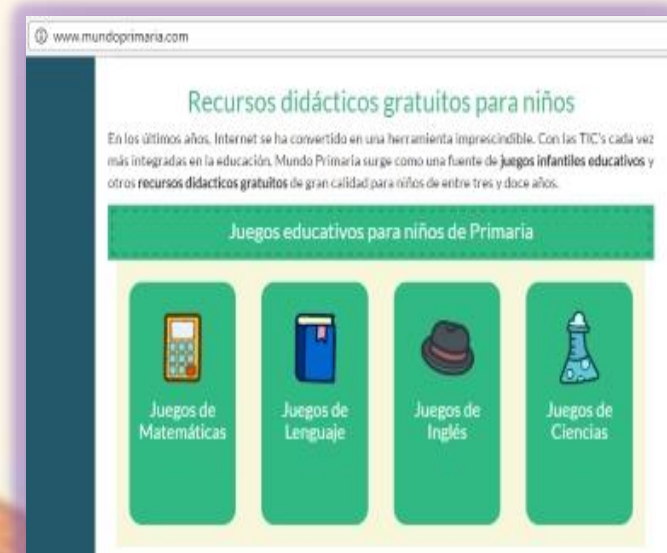 www.mundoprimaria.com
Recursos didácticos gratuitos para niños
En los últimos años, Internet se ha convertido en una herramienta imprescindible. Con las TIC's cada vez
más integradas en la educación, Mundo Primaria surge como una fuente de juegos infantiles educativos y
otros recursos didacticos gratuitos de gran calidad para niños de entre tres y doce años.
Juegos educativos para niños de Primaria
Juegos de
Matemáticas
Juegos de
Lenguaje
Juegos de
Inglés
Juegos de
Ciencias